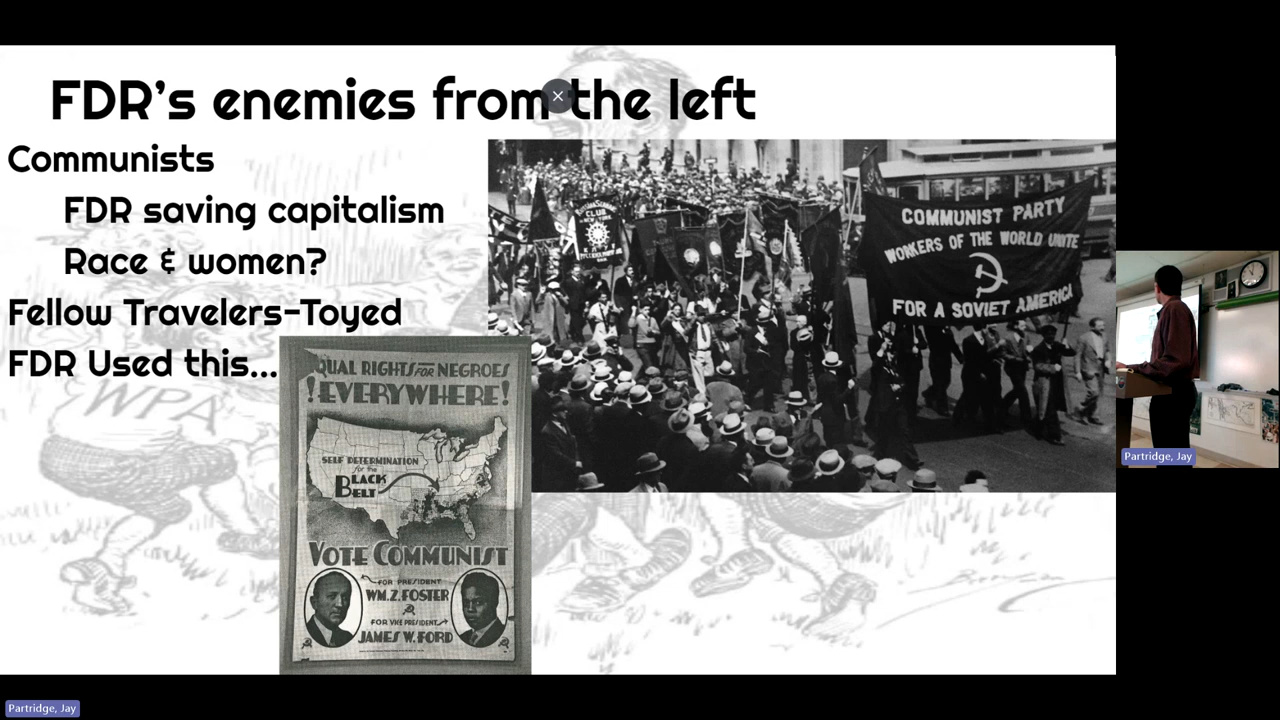 FDR's enemies from the left
Communists
FDR saving capitalism
Race & women?
Fellow Travelers-Toyed
FDR Used this...
COMMUNIST PARTY
WORKERS OF THE WORLD UNITE
FOR A SOVIET AMERICA
CLUB
QUAL RIGHTS FOR NEGROES
!EVERYWHERE!
SELF DETERMINATION
for the
BLACK
BELT
VOTE COMMUNIST
FOR PRESIDENT
WM. Z. FOSTER
FOR VICE PRESIDENT
JAMES W. FORD
WPA
Partridge, Jay
Partridge, Jay